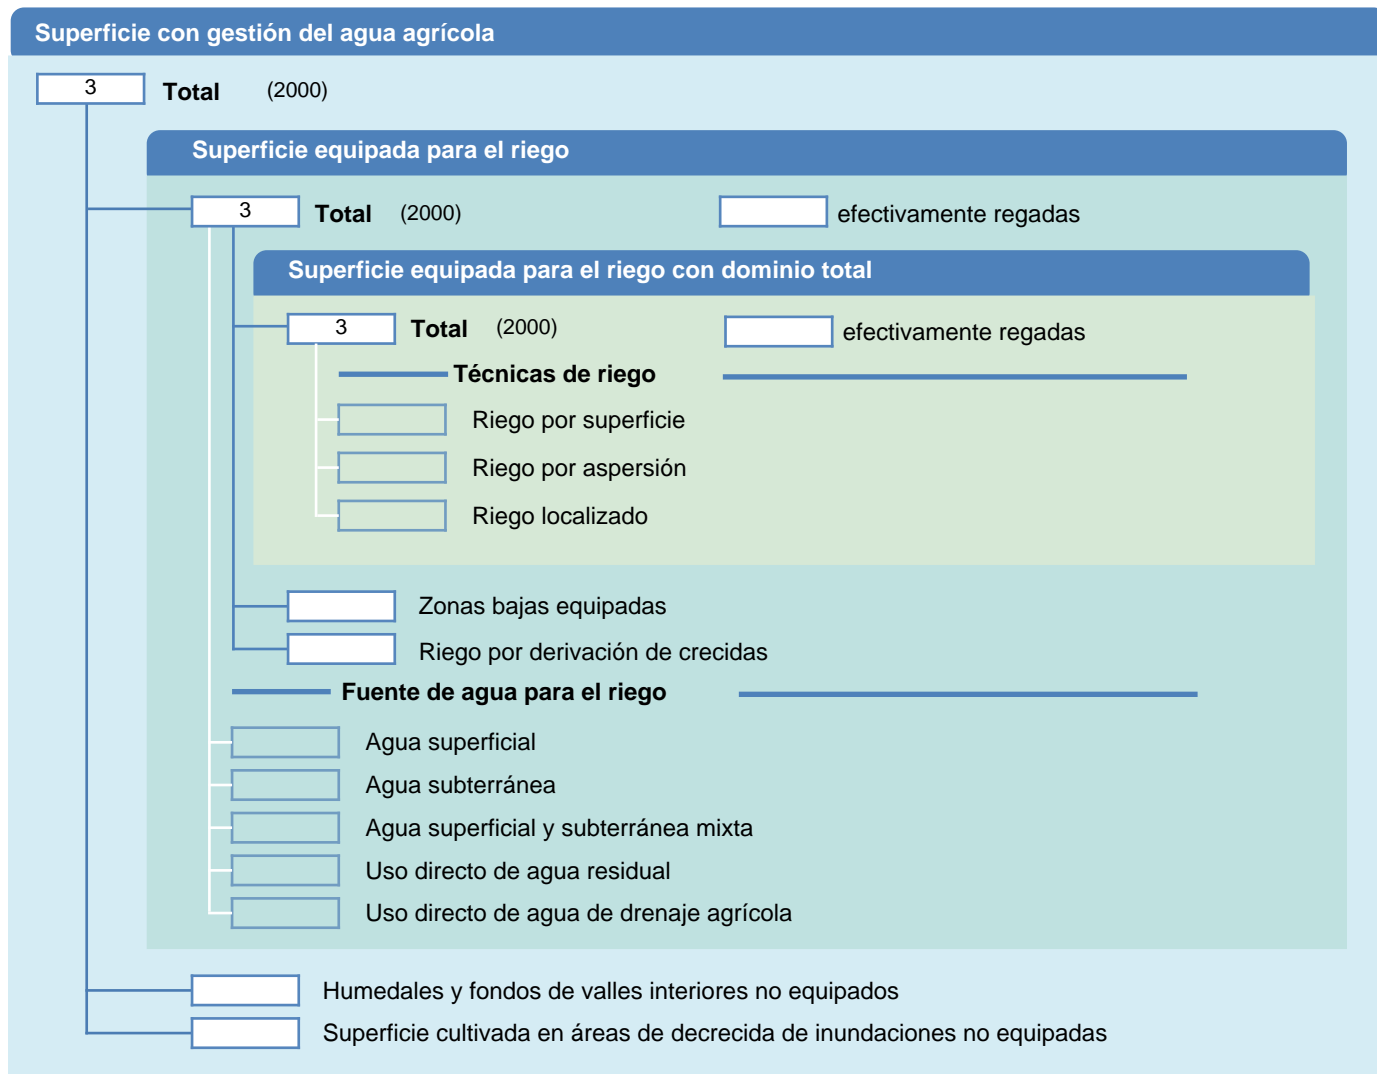 Superficie con gestión del agua agrícola
3 Total (2000)
Superficie equipada para el riego
3 Total (2000) efectivamente regadas
Superficie equipada para el riego con dominio total
3 Total (2000) efectivamente regadas
Técnicas de riego
Riego por superficie
Riego por aspersión
Riego localizado
Zonas bajas equipadas
Riego por derivación de crecidas
Fuente de agua para el riego
Agua superficial
Agua subterránea
Agua superficial y subterránea mixta
Uso directo de agua residual
Uso directo de agua de drenaje agrícola
Humedales y fondos de valles interiores no equipados
Superficie cultivada en áreas de decrecida de inundaciones no equipadas